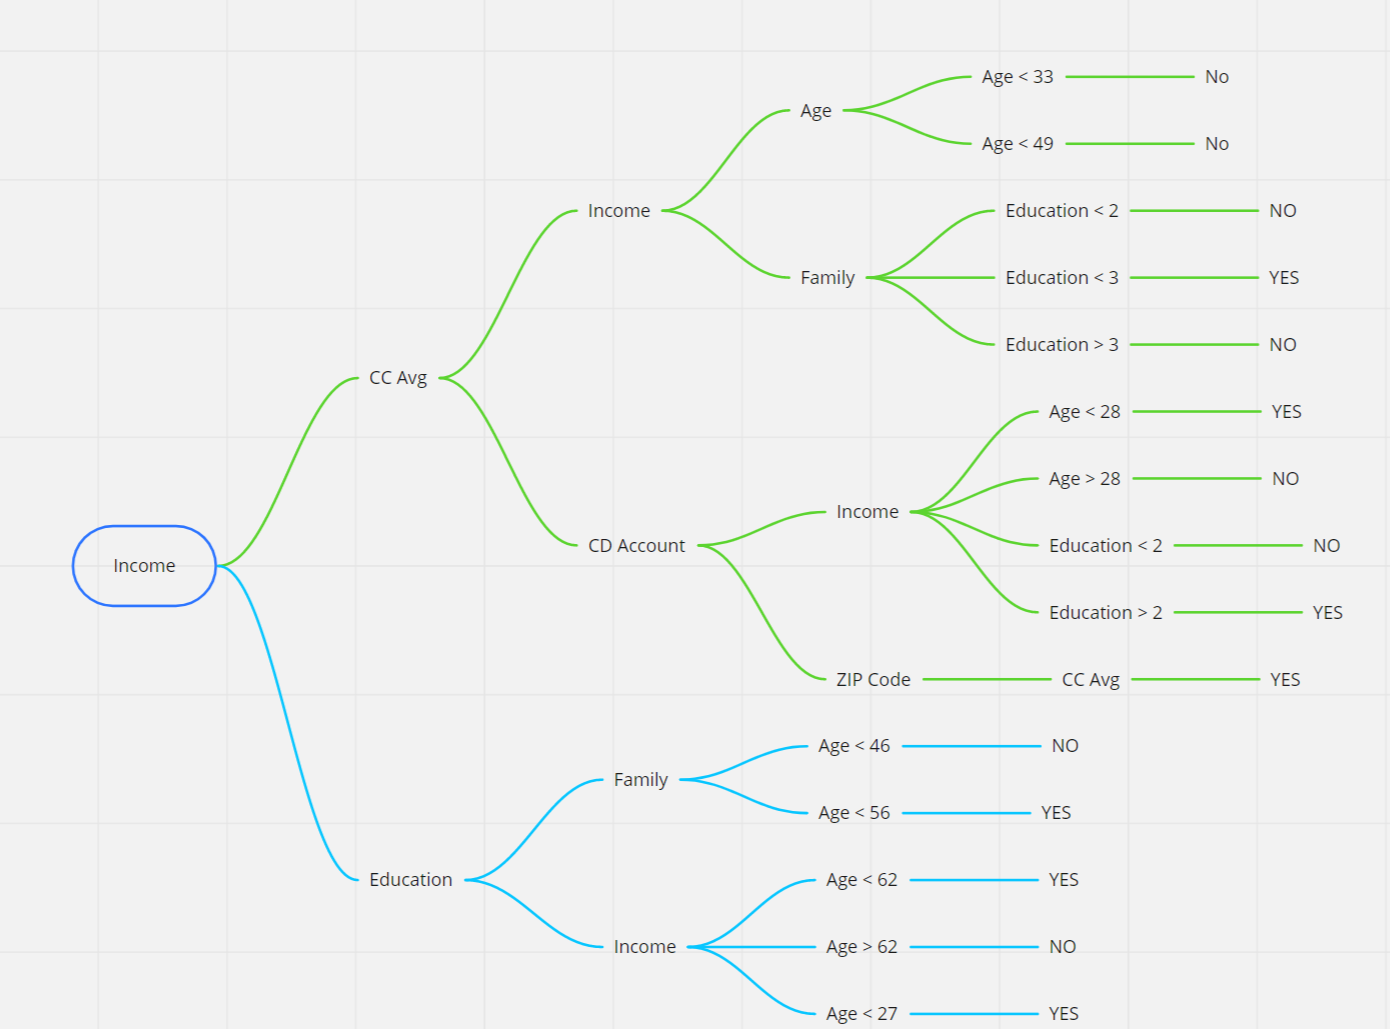 Age < 33
No
Age
Age < 49
No
Income
Education < 2
NO
Family
Education < 3
YES
Education > 3
NO
CC Avg
Age < 28
YES
Age > 28
NO
Income
CD Account
Education < 2
NO
Income
Education > 2
YES
ZIP Code
CC Avg
YES
Age < 46
NO
Family
Age < 56
YES
Education
Age < 62
YES
Income
Age > 62
NO
Age < 27
YES